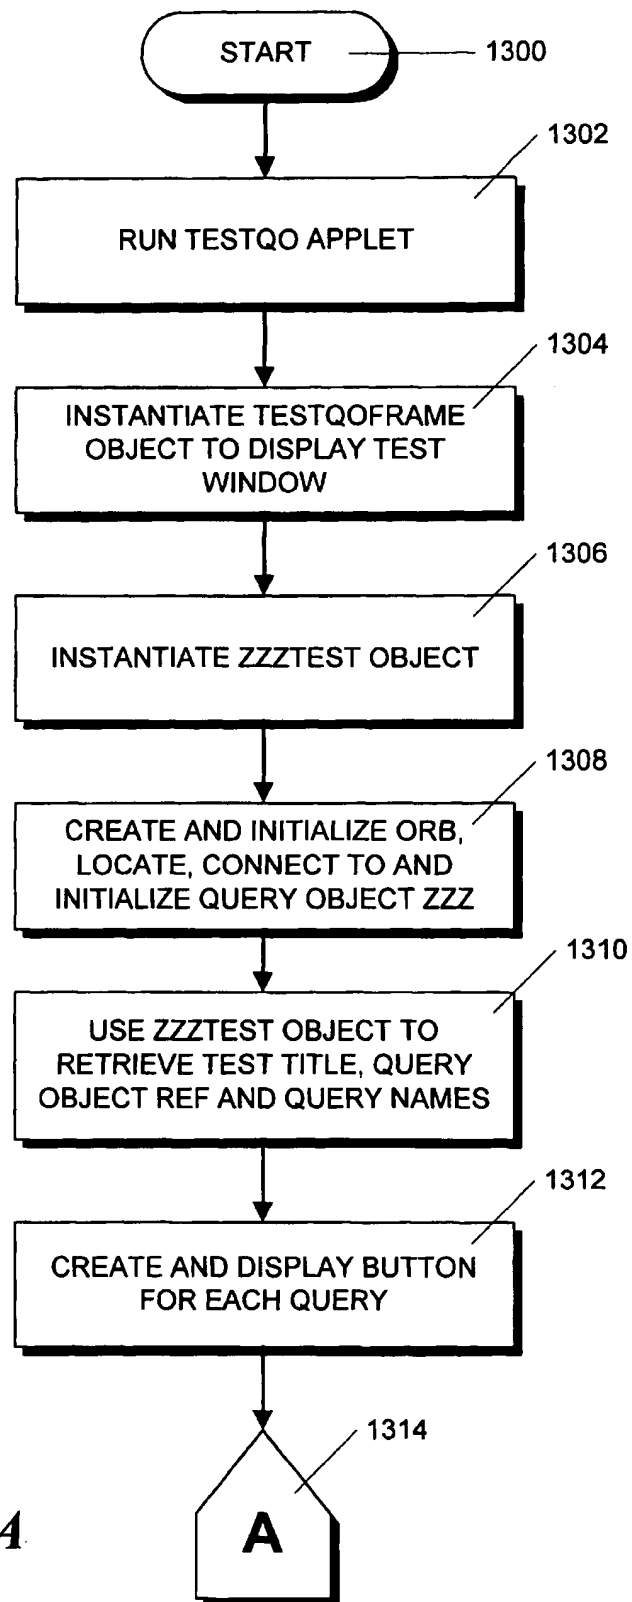 START
1300
1302
RUN TESTQO APPLET
1304
INSTANTIATE TESTQOFRAME
OBJECT TO DISPLAY TEST
WINDOW
1306
INSTANTIATE ZZZTEST OBJECT
1308
CREATE AND INITIALIZE ORB,
LOCATE, CONNECT TO AND
INITIALIZE QUERY OBJECT ZZZ
1310
USE ZZZTEST OBJECT TO
RETRIEVE TEST TITLE, QUERY
OBJECT REF AND QUERY NAMES
1312
CREATE AND DISPLAY BUTTON
FOR EACH QUERY
1314
A
A